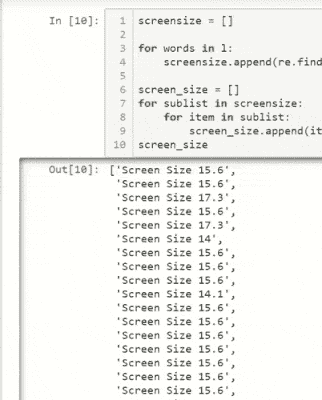 In [10]:
1 screensize = []
2
3 for words in l:
4     screensize.append(re.find
5
6 screen_size = []
7 for sublist in screensize:
8     for item in sublist:
9         screen_size.append(it
10 screen_size
Out[10]: ['Screen Size 15.6',
'Screen Size 15.6',
'Screen Size 17.3',
'Screen Size 15.6',
'Screen Size 17.3',
'Screen Size 14',
'Screen Size 15.6',
'Screen Size 15.6',
'Screen Size 15.6',
'Screen Size 14.1',
'Screen Size 15.6',
'Screen Size 15.6',
'Screen Size 15.6',
'Screen Size 15.6',
'Screen Size 15.6',
'Screen Size 15.6',
'Screen Size 15.6',